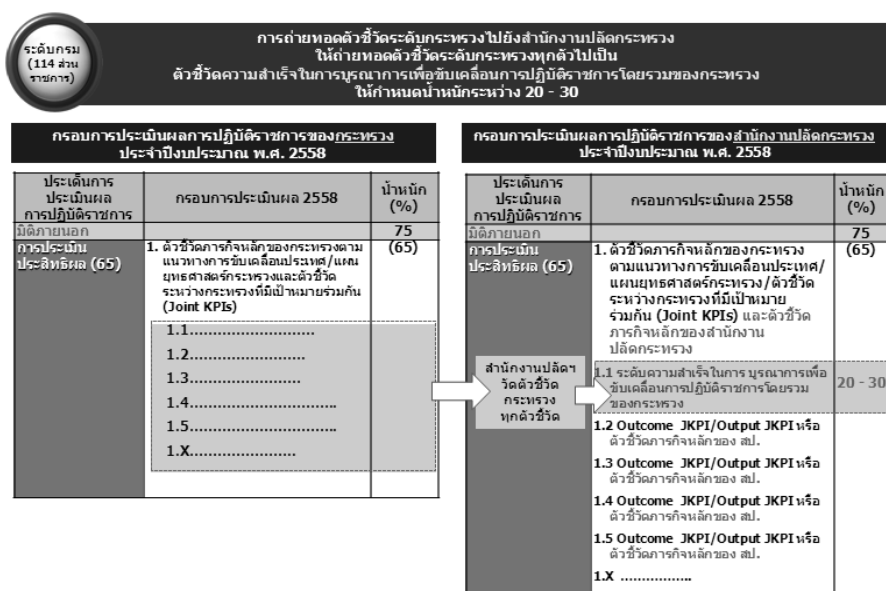 ระดับกรม
(114 ส่วน
ราชการ)
การถ่ายทอดตัวชี้วัดระดับกระทรวงไปยังสำนักงานปลัดกระทรวง
ให้ถ่ายทอดตัวชี้วัดระดับกระทรวงทุกตัวไปเป็น
ตัวชี้วัดความสำเร็จในการบูรณาการเพื่อขับเคลื่อนการปฏิบัติราชการโดยรวมของกระทรวง
ให้กำหนดน้ำหนักระหว่าง 20 - 30
กรอบการประเมินผลการปฏิบัติราชการของกระทรวง
ประจำปีงบประมาณ พ.ศ. 2558
ประเด็นการ
ประเมินผล
การปฏิบัติราชการ
กรอบการประเมินผล 2558
น้ำหนัก
(%)
มิติภายนอก
75
การประเมิน
ประสิทธิผล (65)
1. ตัวชี้วัดภารกิจหลักของกระทรวงตาม
แนวทางการขับเคลื่อนประเทศ/แผน
ยุทธศาสตร์กระทรวงและตัวชี้วัด
ระหว่างกระทรวงที่มีเป้าหมายร่วมกัน
(Joint KPIs)
(65)
1.1............................
1.2..........................
1.3.........................
1.4.................................
1.5.................................
1.X........................
สำนักงานปลัดฯ
วัดตัวชี้วัด
กระทรวง
ทุกตัวชี้วัด
กรอบการประเมินผลการปฏิบัติราชการของสำนักงานปลัดกระทรวง
ประจำปีงบประมาณ พ.ศ. 2558
ประเด็นการ
ประเมินผล
การปฏิบัติราชการ
กรอบการประเมินผล 2558
น้ำหนัก
(%)
มิติภายนอก
75
การประเมิน
ประสิทธิผล (65)
1. ตัวชี้วัดภารกิจหลักของกระทรวง
ตามแนวทางการขับเคลื่อนประเทศ/
แผนยุทธศาสตร์กระทรวง/ตัวชี้วัด
ระหว่างกระทรวงที่มีเป้าหมาย
ร่วมกัน (Joint KPIs) และตัวชี้วัด
ภารกิจหลักของสำนักงาน
ปลัดกระทรวง
(65)
1.1 ระดับความสำเร็จในการ บูรณาการเพื่อ
ขับเคลื่อนการปฏิบัติราชการโดยรวม
ของกระทรวง
20 - 30
1.2 Outcome JKPI/Output JKPI หรือ
ตัวชี้วัดภารกิจหลักของ สป.
1.3 Outcome JKPI/Output JKPI หรือ
ตัวชี้วัดภารกิจหลักของ สป.
1.4 Outcome JKPI/Output JKPI หรือ
ตัวชี้วัดภารกิจหลักของ สป.
1.5 Outcome JKPI/Output JKPI หรือ
ตัวชี้วัดภารกิจหลักของ สป.
1.X .................